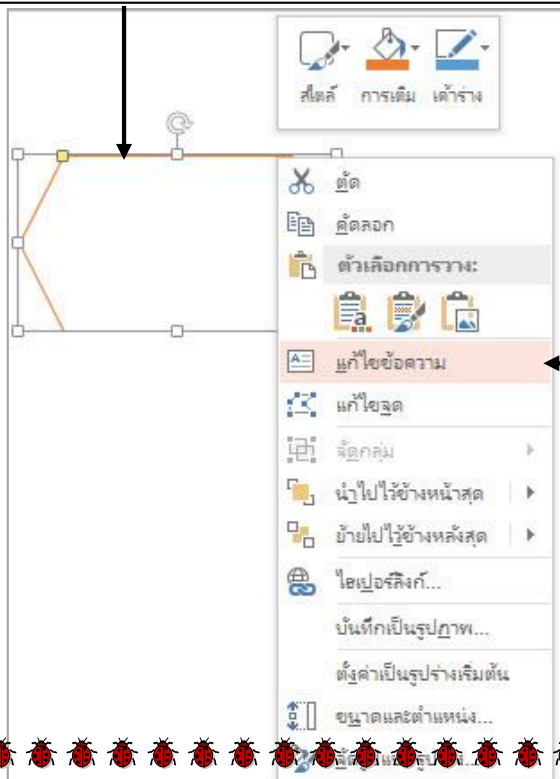 สไตล์ การเติม เค้าร่าง
ตัด
คัดลอก
ตัวเลือกการวาง:
แก้ไขข้อความ
แก้ไขจุด
จัดกลุ่ม
นำไปไว้ข้างหน้าสุด
ย้ายไปไว้ข้างหลังสุด
ไฮเปอร์ลิงก์...
บันทึกเป็นรูปภาพ...
ตั้งค่าเป็นรูปร่างเริ่มต้น
ขนาดและตำแหน่ง...